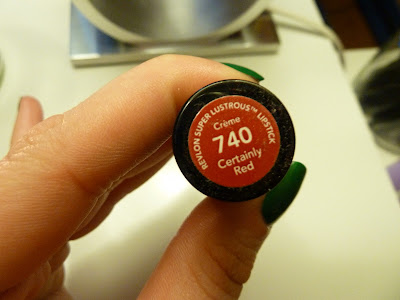 REVLON SUPER LUSTROUS™ LIPSTICK
Crème
740
Certainly
Red